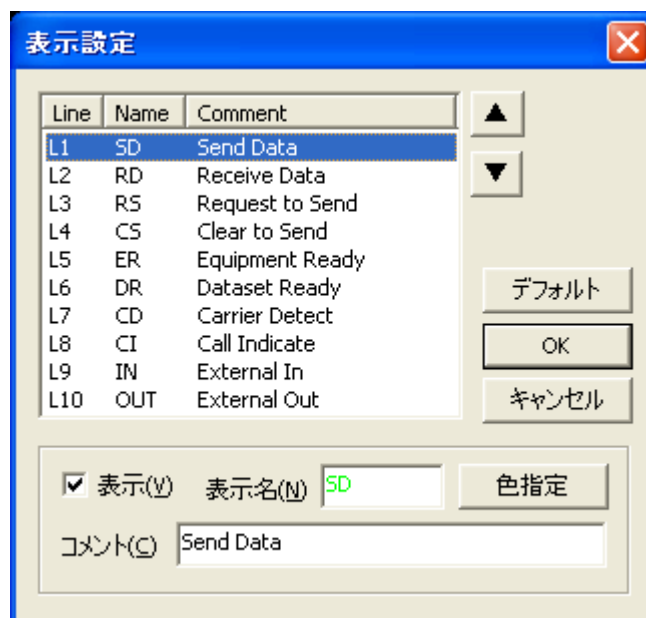 表示設定
Line Name Comment
L1 SD Send Data
L2 RD Receive Data
L3 RS Request to Send
L4 CS Clear to Send
L5 ER Equipment Ready
L6 DR Dataset Ready
L7 CD Carrier Detect
L8 CI Call Indicate
L9 IN External In
L10 OUT External Out
デフォルト
OK
キャンセル
表示(V) 表示名(N) SD 色指定
コメント(C) Send Data